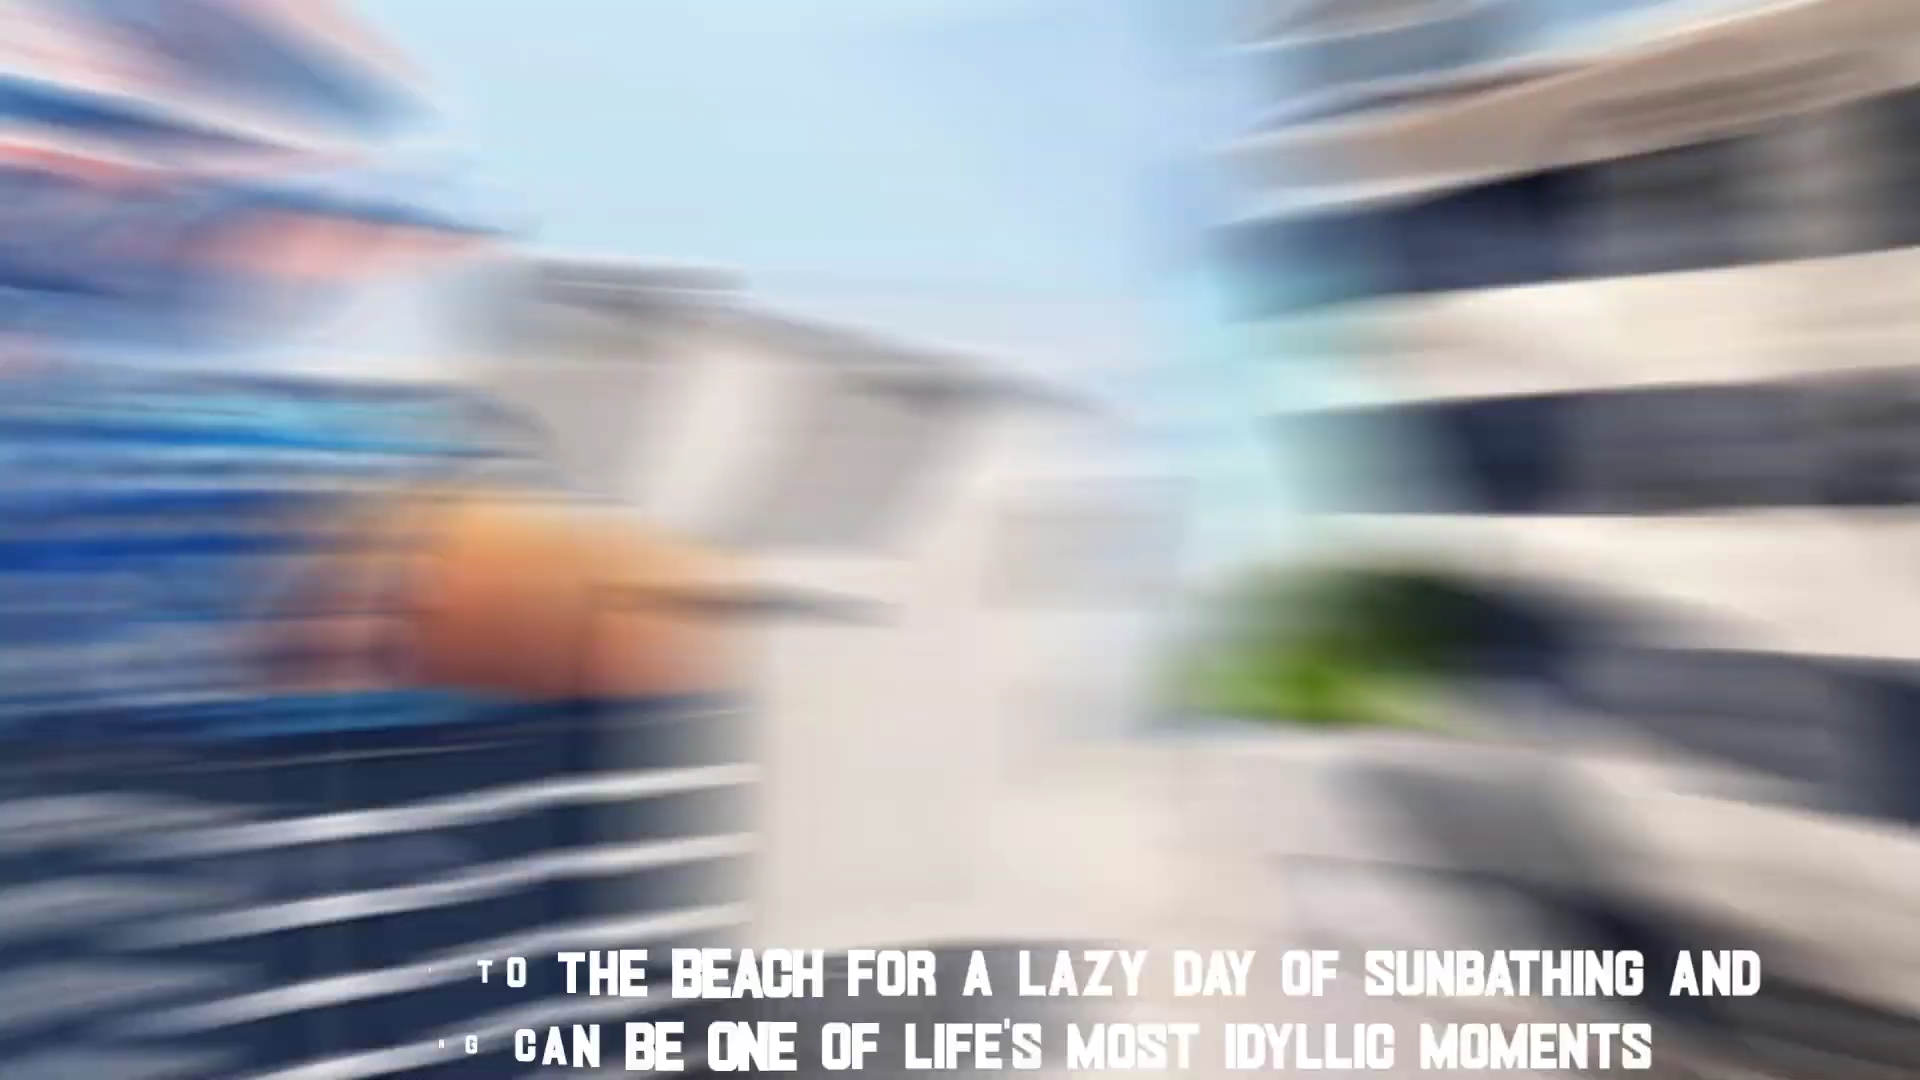 TO THE BEACH FOR A LAZY DAY OF SUNBATHING AND
CAN BE ONE OF LIFE'S MOST IDYLLIC MOMENTS